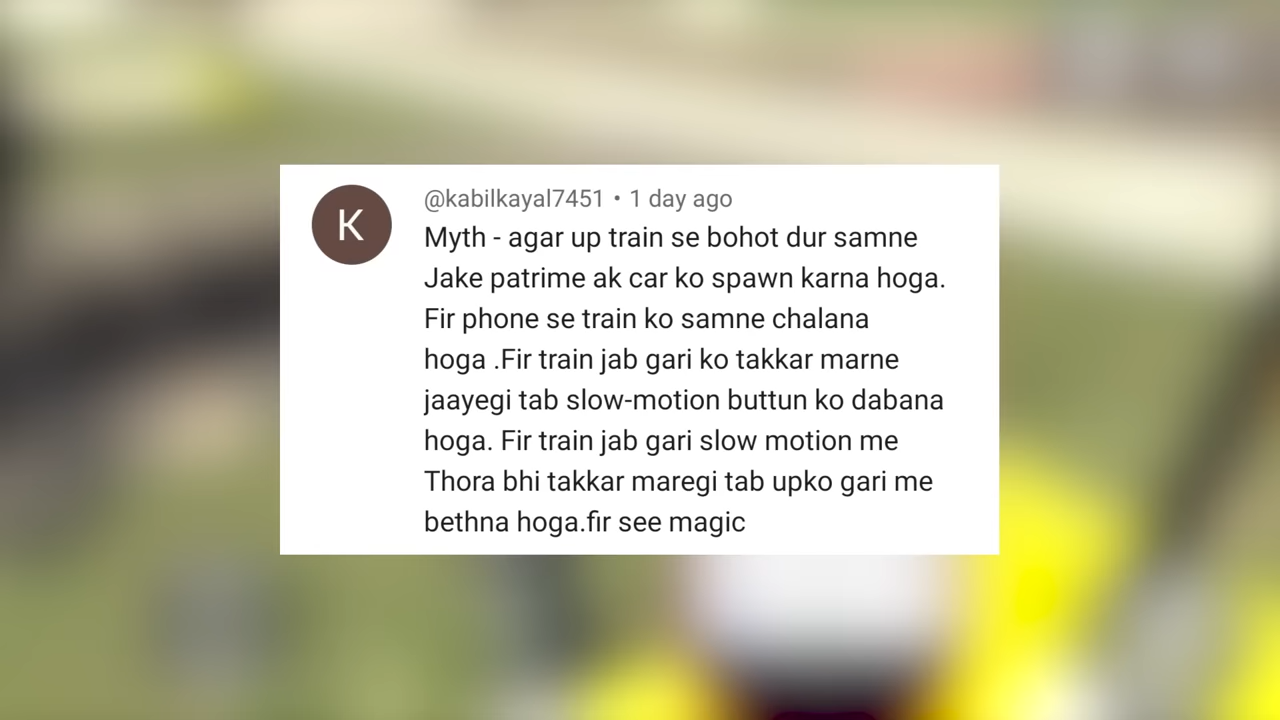 K
@kabilkayal7451 • 1 day ago
Myth - agar up train se bohot dur samne
Jake patrime ak car ko spawn karna hoga.
Fir phone se train ko samne chalana
hoga .Fir train jab gari ko takkar marne
jaayegi tab slow-motion buttun ko dabana
hoga. Fir train jab gari slow motion me
Thora bhi takkar maregi tab upko gari me
bethna hoga.fir see magic